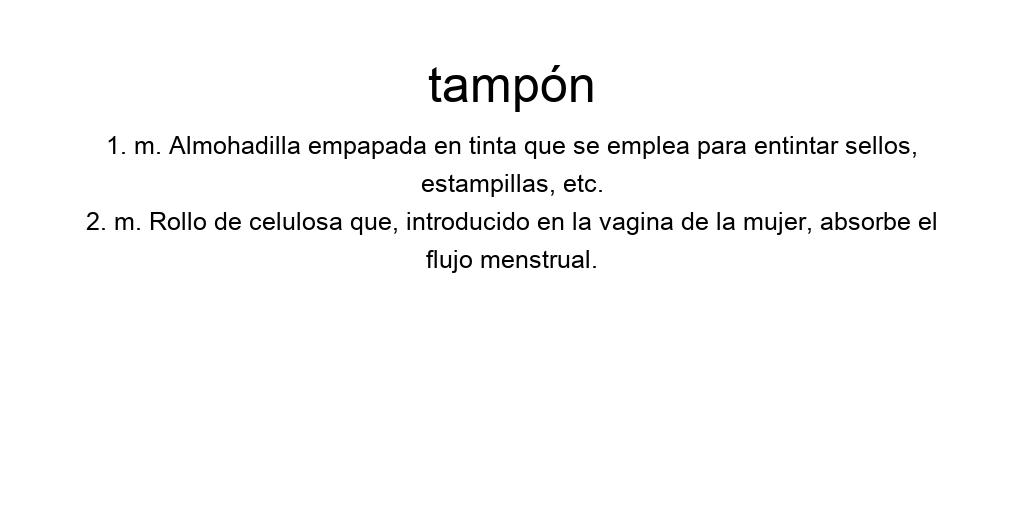 tampón
1. m. Almohadilla empapada en tinta que se emplea para entintar sellos,
estampillas, etc.
2. m. Rollo de celulosa que, introducido en la vagina de la mujer, absorbe el
flujo menstrual.